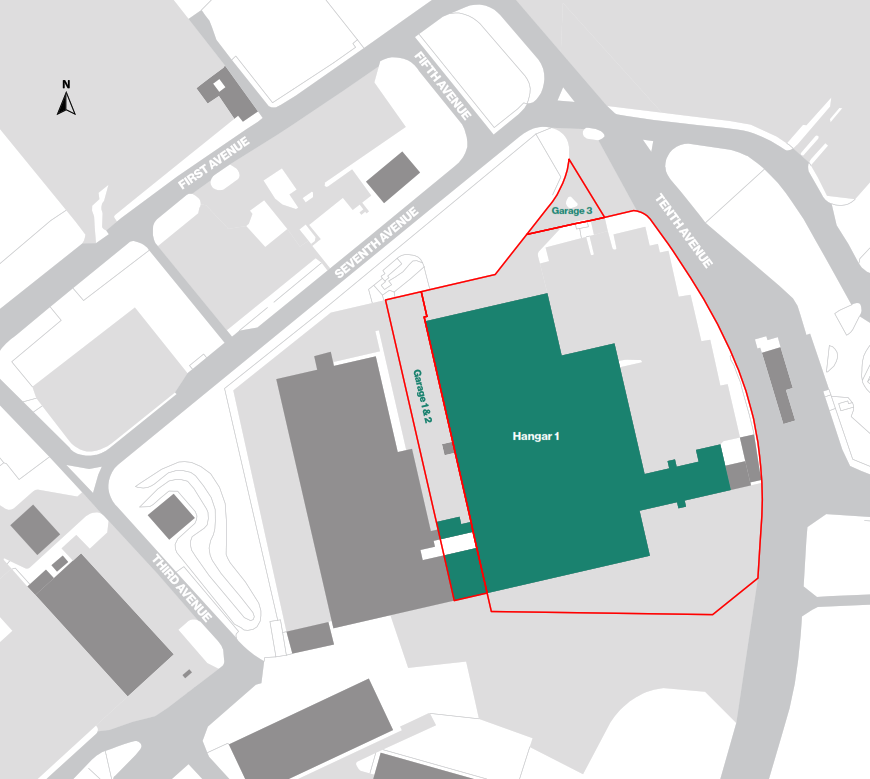 FIFTH AVENUE
N
FIRST AVENUE
Garage 3
TENTH AVENUE
SEVENTH AVENUE
Garage 1 & 2
Hangar 1
THIRD AVENUE